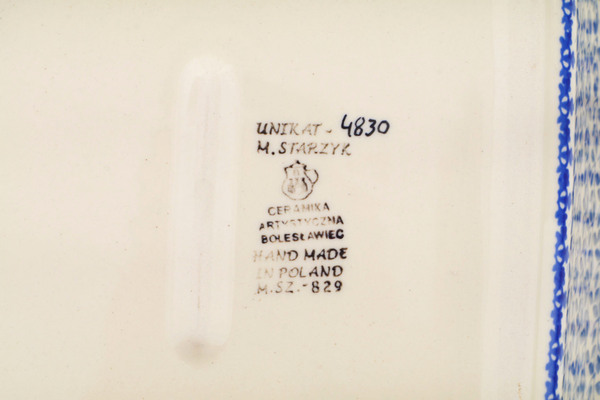 UNIKAT - 4830
M. STARZYK
CERAMIKA
ARTYSTYCZNA
BOLESŁAWIEC
HAND MADE
IN POLAND
M.SZ. - 829